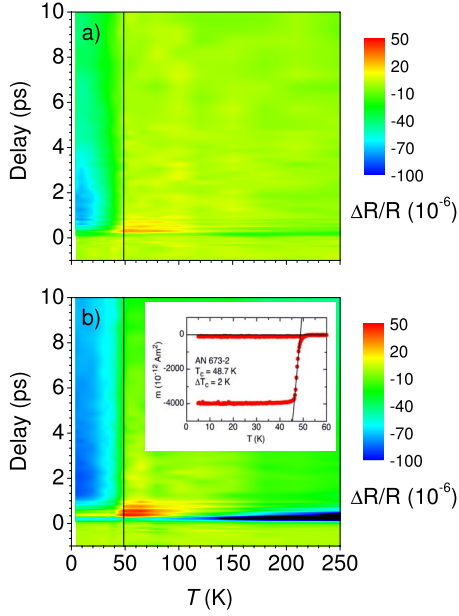 a)
10
8
6
4
2
0
Delay (ps)
50
20
-10
-40
-70
-100
ΔR/R (10⁻⁶)
b)
10
8
6
4
2
0
Delay (ps)
0
-2000
-4000
m (10⁻¹² Am²)
AN 673-2
T_c = 48.7 K
ΔT_c = 2 K
0 10 20 30 40 50 60
T (K)
50
20
-10
-40
-70
-100
ΔR/R (10⁻⁶)
0 50 100 150 200 250
T (K)